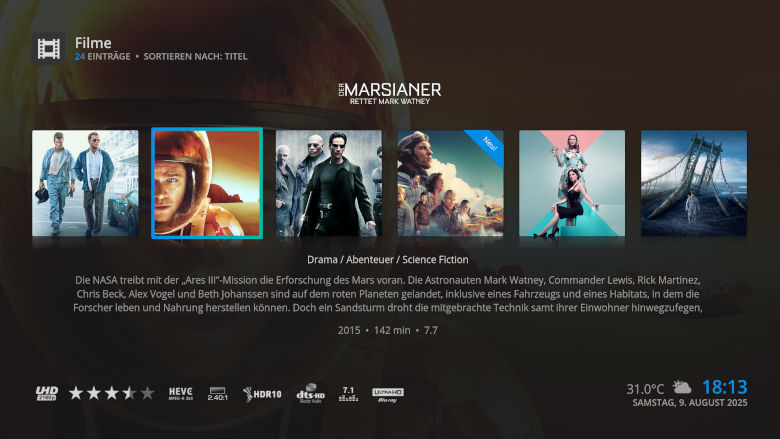 Filme
24 EINTRÄGE • SORTIEREN NACH: TITEL
DER MARSIANER
RETTET MARK WATNEY
Neu!
Drama / Abenteuer / Science Fiction
Die NASA treibt mit der „Ares III“-Mission die Erforschung des Mars voran. Die Astronauten Mark Watney, Commander Lewis, Rick Martinez,
Chris Beck, Alex Vogel und Beth Johanssen sind auf dem roten Planeten gelandet, inklusive eines Fahrzeugs und eines Habitats, in dem die
Forscher leben und Nahrung herstellen können. Doch ein Sandsturm droht die mitgebrachte Technik samt ihrer Einwohner hinwegzufegen,
2015 • 142 min • 7.7
UHD
2160p
HEVC
MPEG-H 265
2.40:1
HDR10
dts-HD
Master Audio
7.1
ULTRA HD
Blu-ray
31.0°C
18:13
SAMSTAG, 9. AUGUST 2025